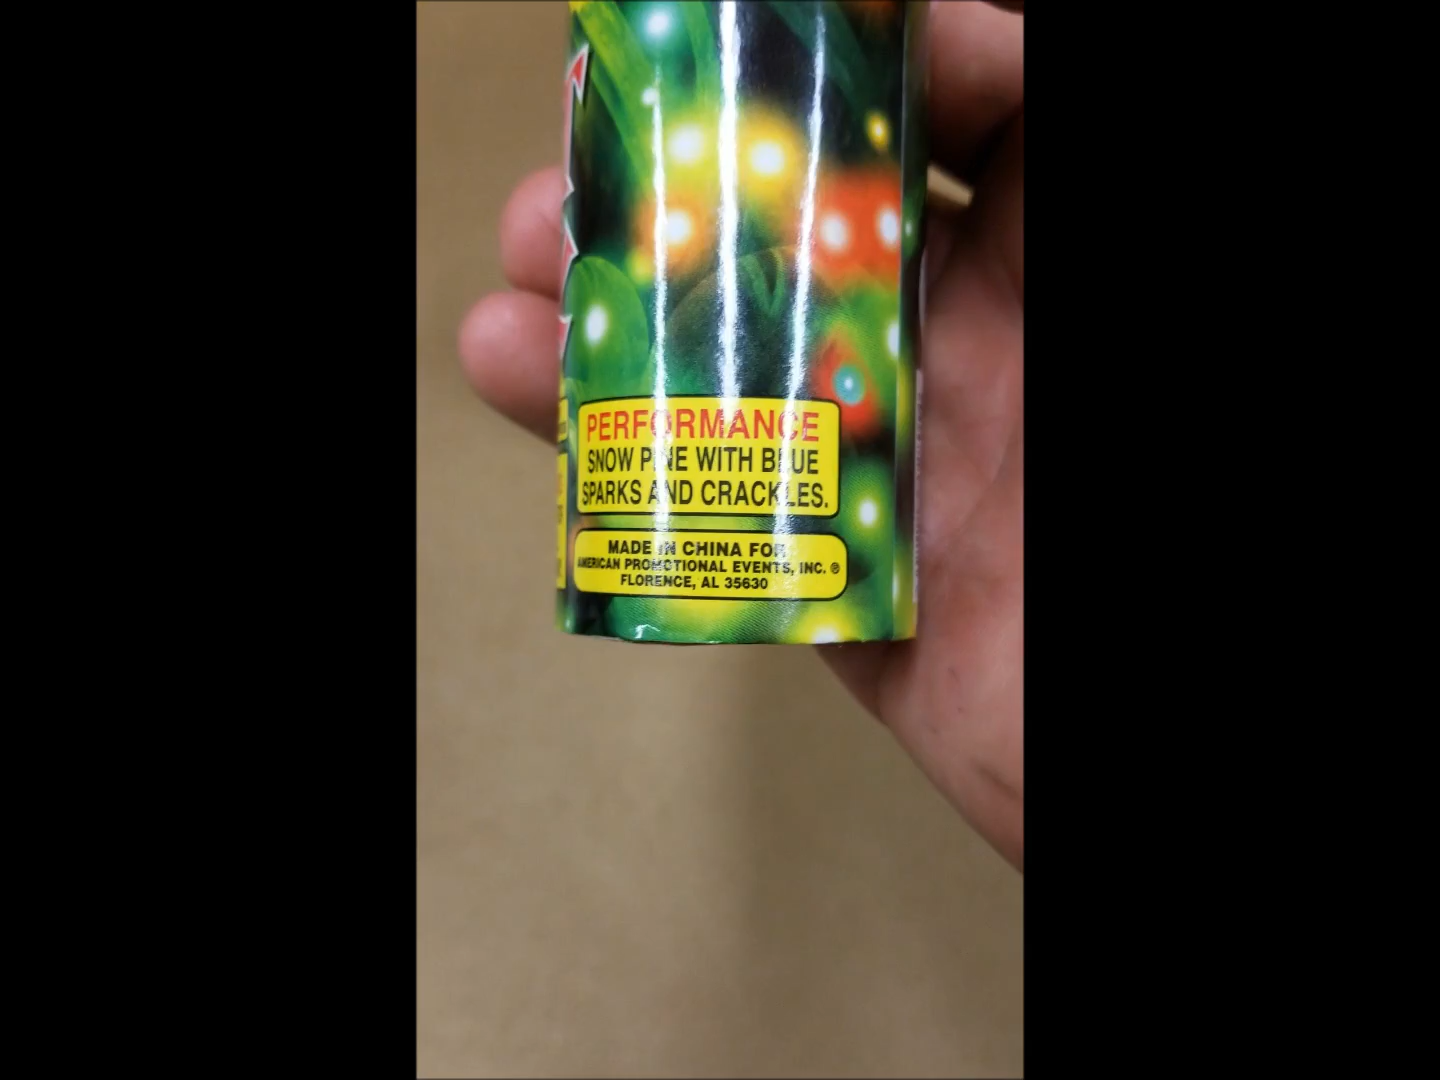 PERFORMANCE
SNOW PINE WITH BLUE
SPARKS AND CRACKLES.
MADE IN CHINA FOR
AMERICAN PROMOTIONAL EVENTS, INC. ®
FLORENCE, AL 35630